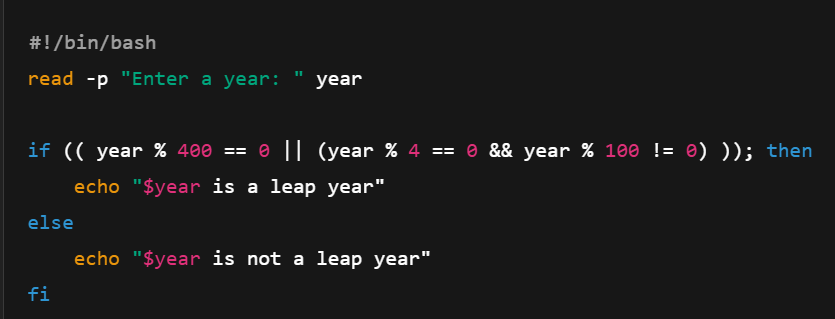 #!/bin/bash
read -p "Enter a year: " year
if (( year % 400 == 0 || (year % 4 == 0 && year % 100 != 0) )); then
echo "$year is a leap year"
else
echo "$year is not a leap year"
fi